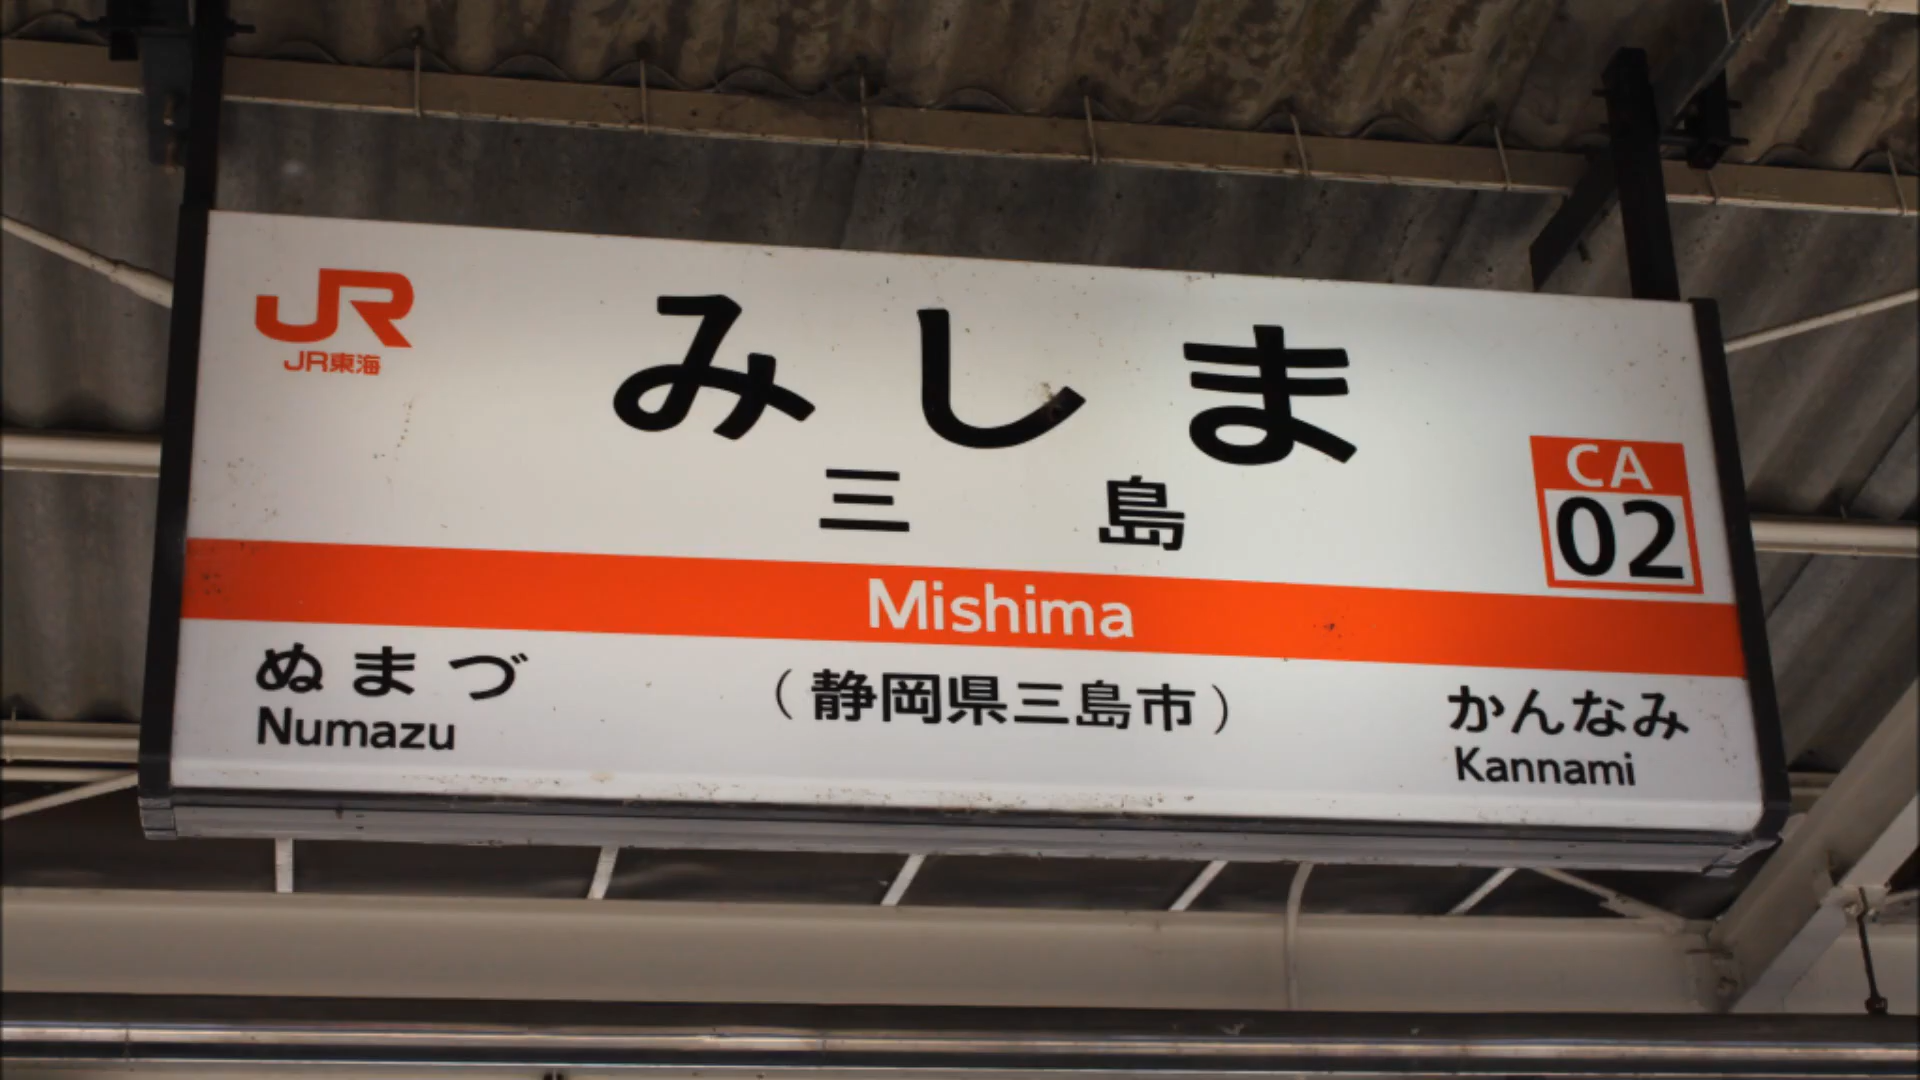 JR
JR東海
みしま
三島
CA
02
Mishima
ぬまづ
Numazu
（静岡県三島市）
かんなみ
Kannami